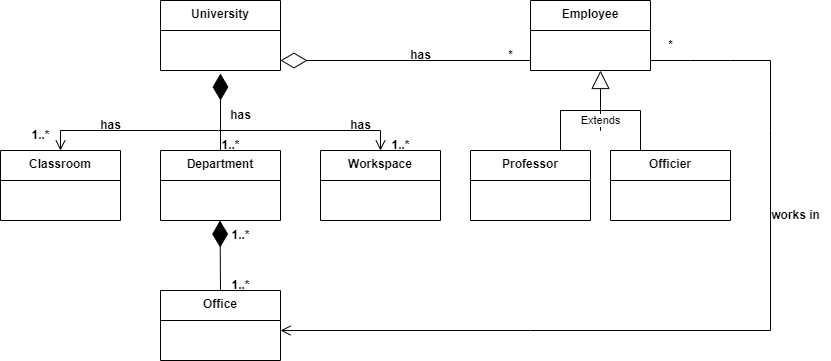 University
Employee
has
*
*
has
has
has
1..*
1..*
1..*
Classroom
Department
Workspace
Extends
Professor
Officier
works in
1..*
1..*
Office